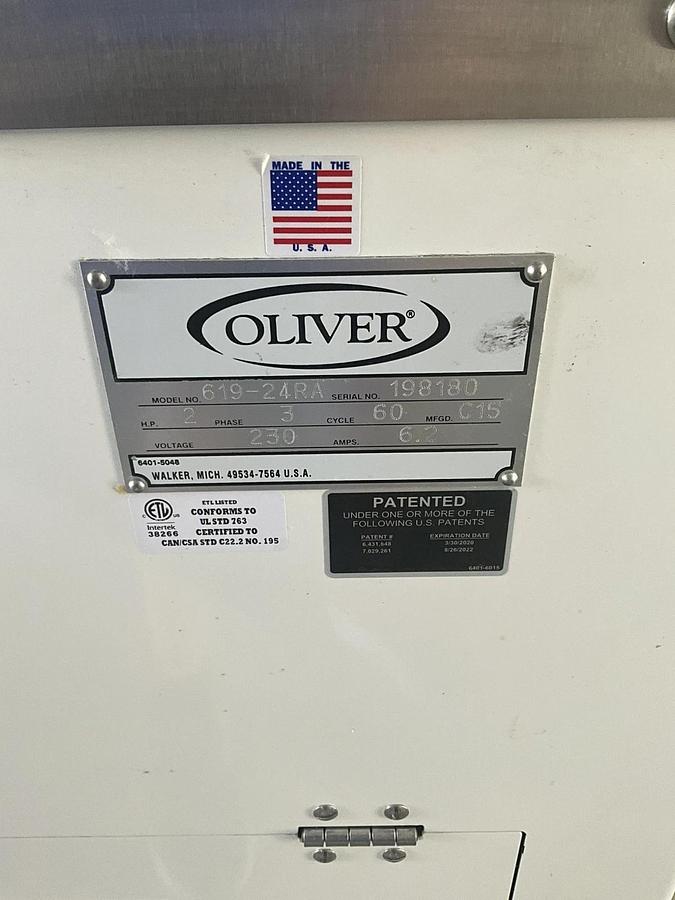 MADE IN THE
U. S. A.
OLIVER®
MODEL NO. 619-24RA SERIAL NO. 198180
H.P. 2 PHASE 3 CYCLE 60 MFGD. C15
VOLTAGE 230 AMPS. 6.2
6401-5048
WALKER, MICH. 49534-7564 U.S.A.
ETL LISTED
CONFORMS TO
UL STD 763
CERTIFIED TO
CAN/CSA STD C22.2 NO. 195
C ETL US
Intertek
38266
PATENTED
UNDER ONE OR MORE OF THE
FOLLOWING U.S. PATENTS
PATENT # EXPIRATION DATE
6,431,648 3/30/2020
7,029,261 8/26/2022
6401-6015